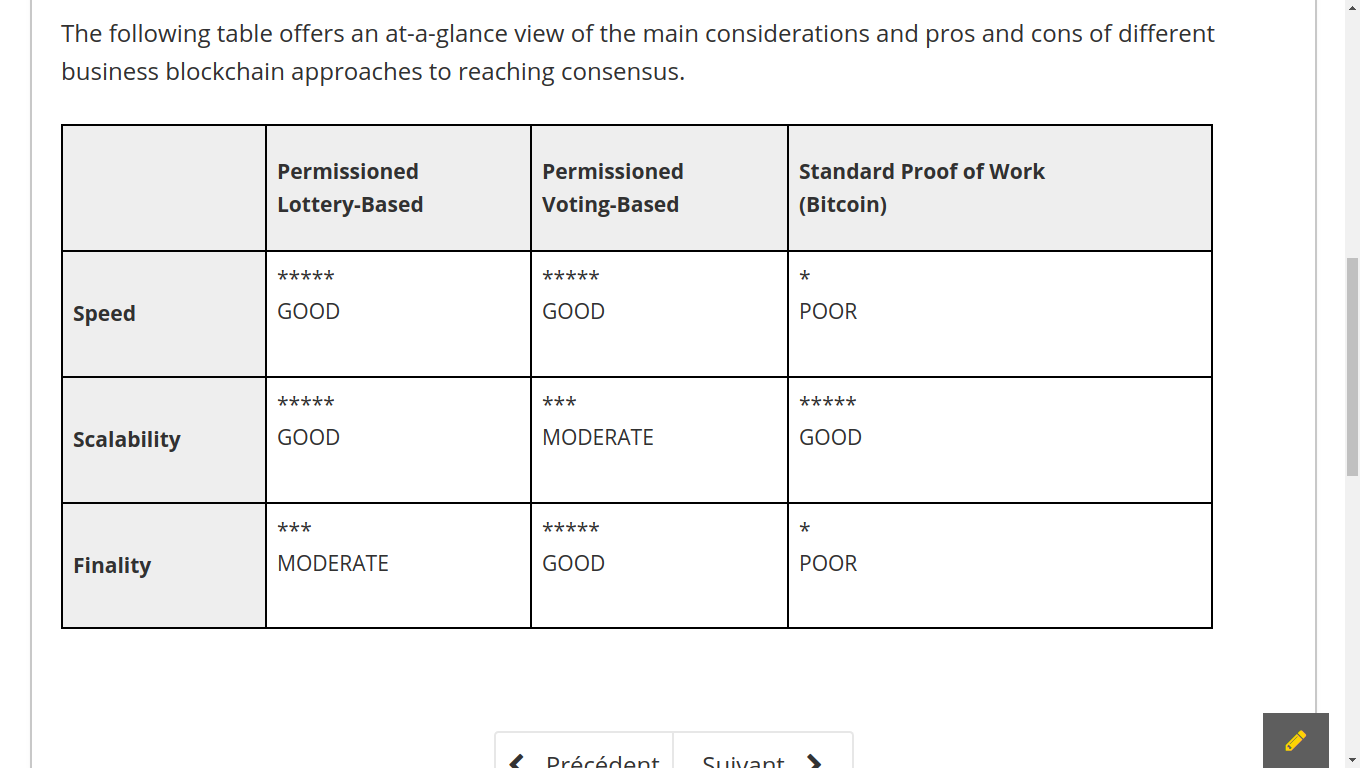 The following table offers an at-a-glance view of the main considerations and pros and cons of different
business blockchain approaches to reaching consensus.
Permissioned
Lottery-Based
Permissioned
Voting-Based
Standard Proof of Work
(Bitcoin)
Speed
*****
GOOD
*****
GOOD
*
POOR
Scalability
*****
GOOD
***
MODERATE
*****
GOOD
Finality
***
MODERATE
*****
GOOD
*
POOR
Précédent
Suivant